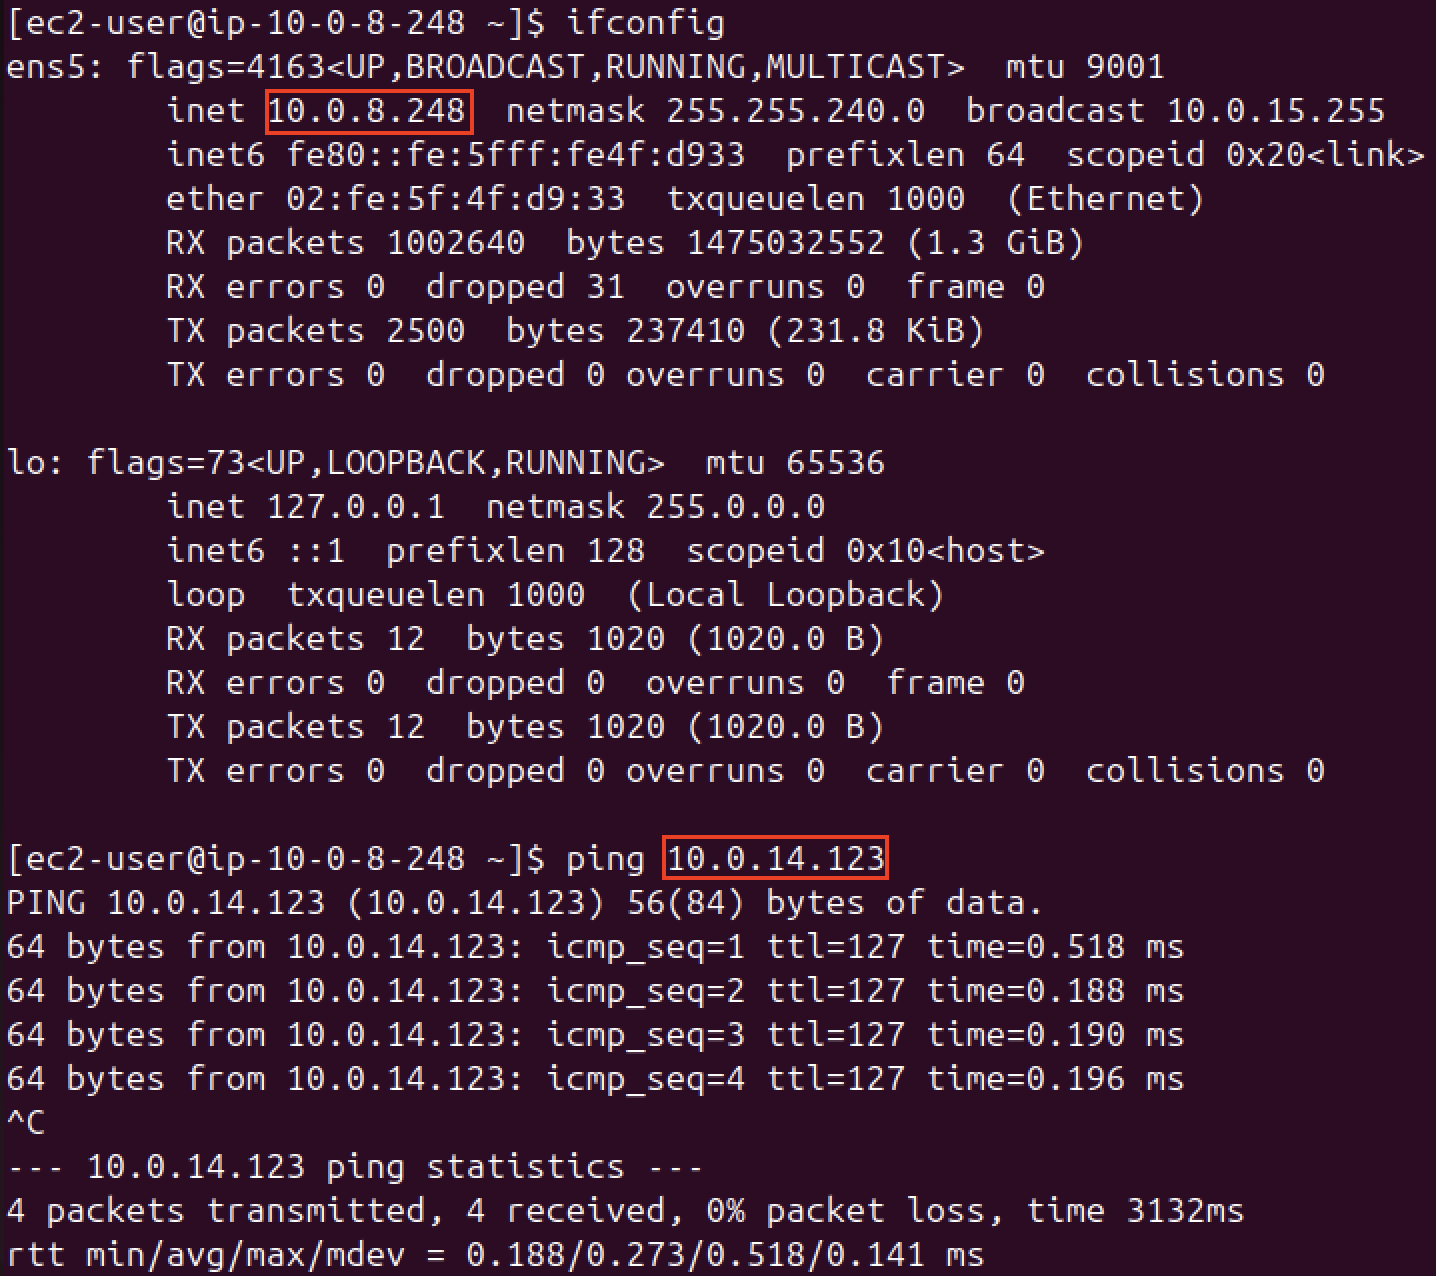 [ec2-user@ip-10-0-8-248 ~]$ ifconfig
ens5: flags=4163<UP,BROADCAST,RUNNING,MULTICAST>  mtu 9001
        inet 10.0.8.248  netmask 255.255.240.0  broadcast 10.0.15.255
        inet6 fe80::fe:5fff:fe4f:d933  prefixlen 64  scopeid 0x20<link>
        ether 02:fe:5f:4f:d9:33  txqueuelen 1000  (Ethernet)
        RX packets 1002640  bytes 1475032552 (1.3 GiB)
        RX errors 0  dropped 31  overruns 0  frame 0
        TX packets 2500  bytes 237410 (231.8 KiB)
        TX errors 0  dropped 0 overruns 0  carrier 0  collisions 0

lo: flags=73<UP,LOOPBACK,RUNNING>  mtu 65536
        inet 127.0.0.1  netmask 255.0.0.0
        inet6 ::1  prefixlen 128  scopeid 0x10<host>
        loop  txqueuelen 1000  (Local Loopback)
        RX packets 12  bytes 1020 (1020.0 B)
        RX errors 0  dropped 0  overruns 0  frame 0
        TX packets 12  bytes 1020 (1020.0 B)
        TX errors 0  dropped 0 overruns 0  carrier 0  collisions 0

[ec2-user@ip-10-0-8-248 ~]$ ping 10.0.14.123
PING 10.0.14.123 (10.0.14.123) 56(84) bytes of data.
64 bytes from 10.0.14.123: icmp_seq=1 ttl=127 time=0.518 ms
64 bytes from 10.0.14.123: icmp_seq=2 ttl=127 time=0.188 ms
64 bytes from 10.0.14.123: icmp_seq=3 ttl=127 time=0.190 ms
64 bytes from 10.0.14.123: icmp_seq=4 ttl=127 time=0.196 ms
^C
--- 10.0.14.123 ping statistics ---
4 packets transmitted, 4 received, 0% packet loss, time 3132ms
rtt min/avg/max/mdev = 0.188/0.273/0.518/0.141 ms